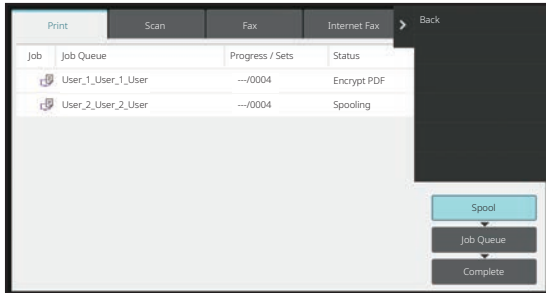 Print Scan Fax Internet Fax Back
Job Job Queue Progress / Sets Status
User_1_User_1_User ---/0004 Encrypt PDF
User_2_User_2_User ---/0004 Spooling
Spool
Job Queue
Complete